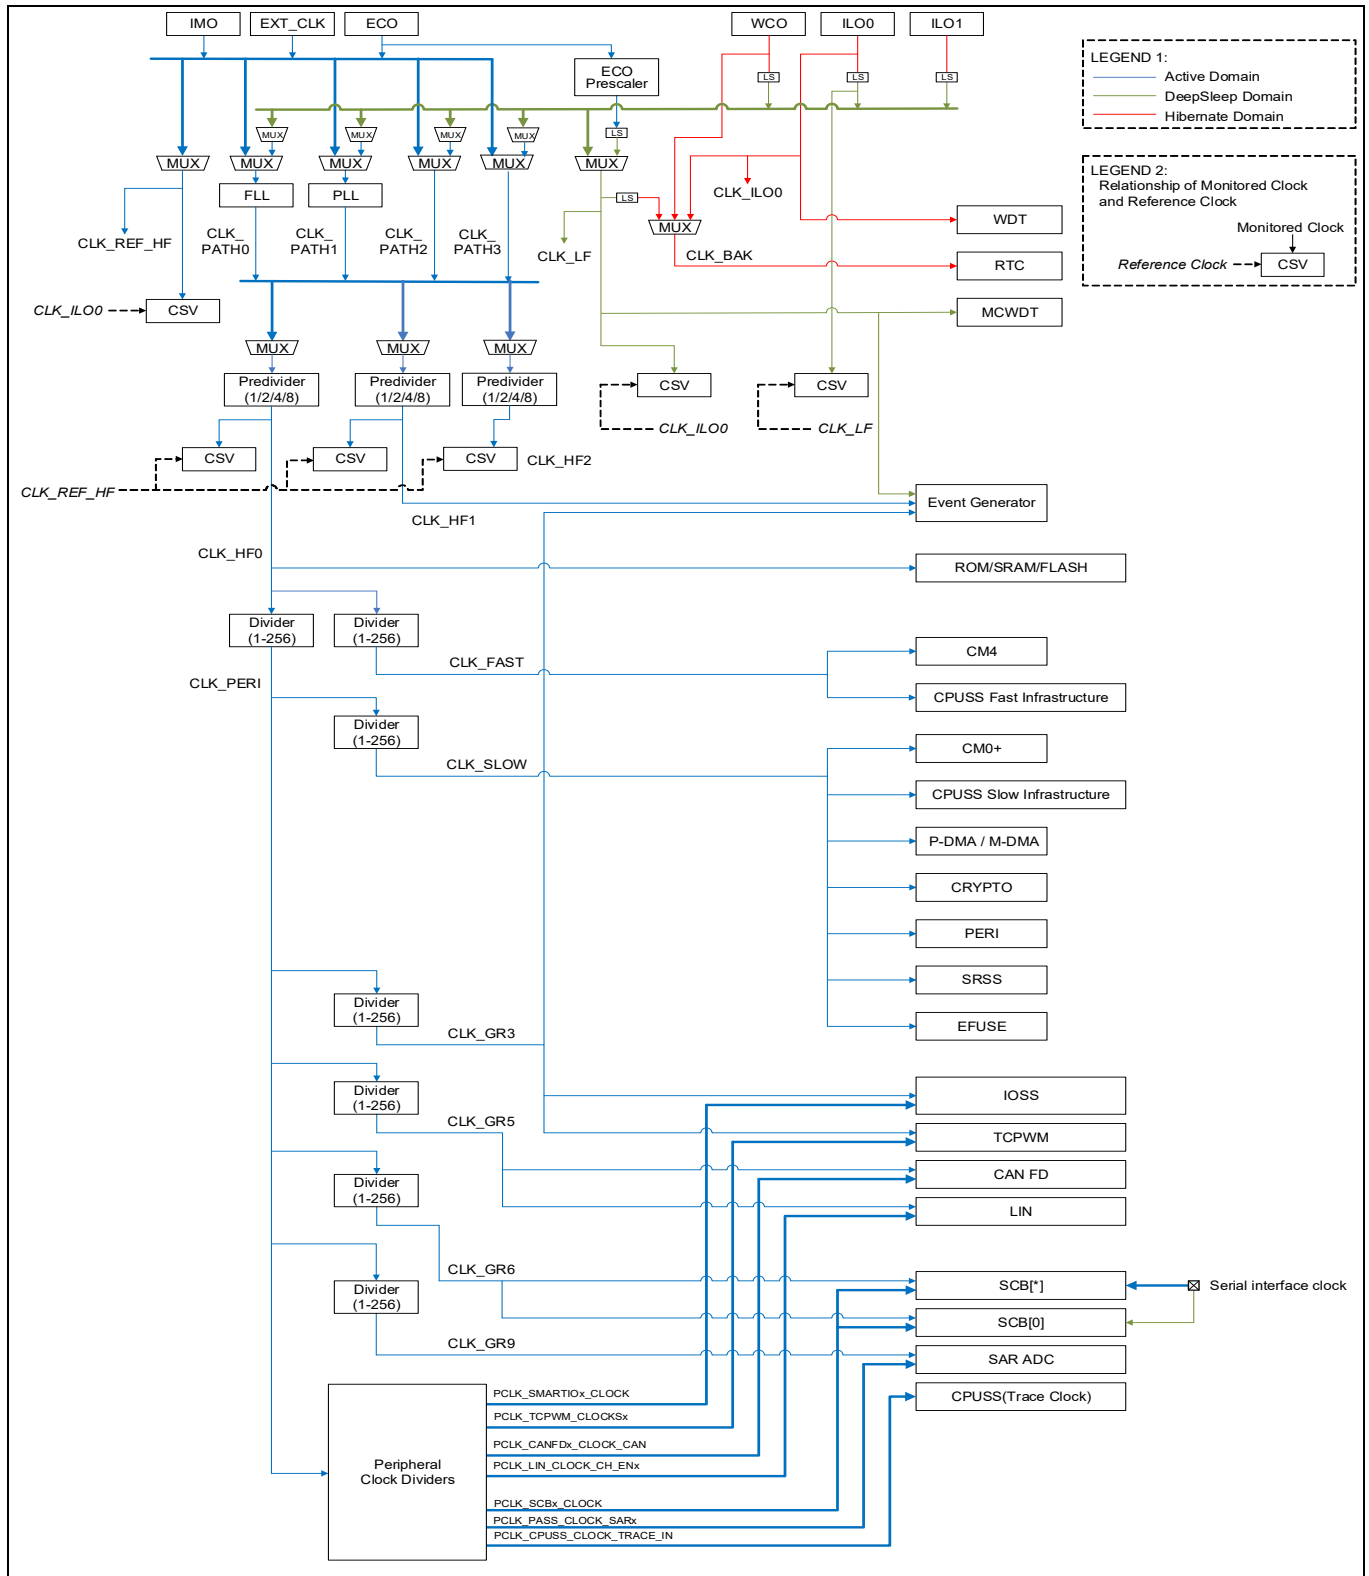 IMO
EXT_CLK
ECO
WCO
ILO0
ILO1
LEGEND 1:
Active Domain
DeepSleep Domain
Hibernate Domain
ECO
Prescaler
LS
LS
LS
LS
MUX
MUX
MUX
MUX
MUX
MUX
MUX
MUX
MUX
MUX
LEGEND 2:
Relationship of Monitored Clock
and Reference Clock
Monitored Clock
Reference Clock
CSV
FLL
PLL
LS
CLK_ILO0
MUX
WDT
CLK_REF_HF
CLK_
PATH0
CLK_
PATH1
CLK_
PATH2
CLK_
PATH3
CLK_LF
CLK_BAK
RTC
CLK_ILO0
CSV
MCWDT
MUX
MUX
MUX
Predivider
(1/2/4/8)
Predivider
(1/2/4/8)
Predivider
(1/2/4/8)
CSV
CSV
CLK_ILO0
CLK_LF
CSV
CSV
CSV
CLK_HF2
CLK_REF_HF
Event Generator
CLK_HF1
CLK_HF0
ROM/SRAM/FLASH
Divider
(1-256)
Divider
(1-256)
CLK_FAST
CM4
CLK_PERI
CPUSS Fast Infrastructure
Divider
(1-256)
CLK_SLOW
CM0+
CPUSS Slow Infrastructure
P-DMA / M-DMA
CRYPTO
PERI
SRSS
EFUSE
Divider
(1-256)
CLK_GR3
Divider
(1-256)
CLK_GR5
IOSS
TCPWM
CAN FD
LIN
Divider
(1-256)
CLK_GR6
SCB[*]
Serial interface clock
SCB[0]
Divider
(1-256)
CLK_GR9
SAR ADC
CPUSS(Trace Clock)
Peripheral
Clock Dividers
PCLK_SMARTIOx_CLOCK
PCLK_TCPWM_CLOCKSx
PCLK_CANFDx_CLOCK_CAN
PCLK_LIN_CLOCK_CH_ENx
PCLK_SCBx_CLOCK
PCLK_PASS_CLOCK_SARx
PCLK_CPUSS_CLOCK_TRACE_IN